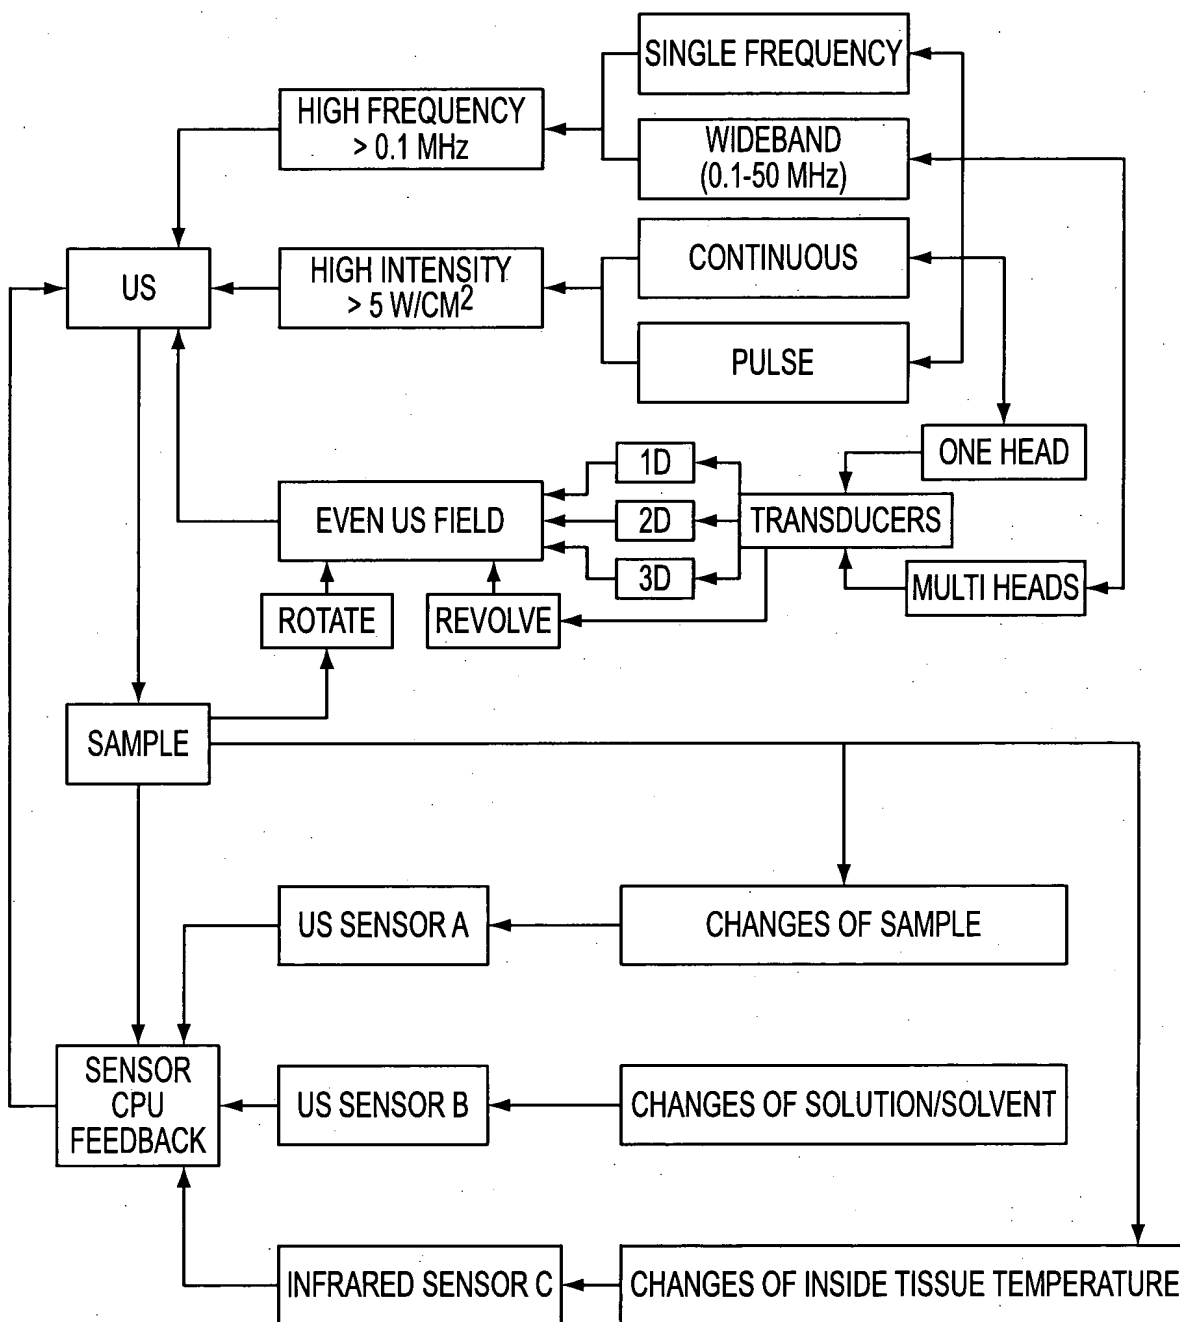 SINGLE FREQUENCY
HIGH FREQUENCY
> 0.1 MHz
WIDEBAND
(0.1-50 MHz)
US
HIGH INTENSITY
> 5 W/CM²
CONTINUOUS
PULSE
ONE HEAD
1D
EVEN US FIELD
2D
TRANSDUCERS
3D
MULTI HEADS
ROTATE
REVOLVE
SAMPLE
US SENSOR A
CHANGES OF SAMPLE
SENSOR
CPU
FEEDBACK
US SENSOR B
CHANGES OF SOLUTION/SOLVENT
INFRARED SENSOR C
CHANGES OF INSIDE TISSUE TEMPERATURE